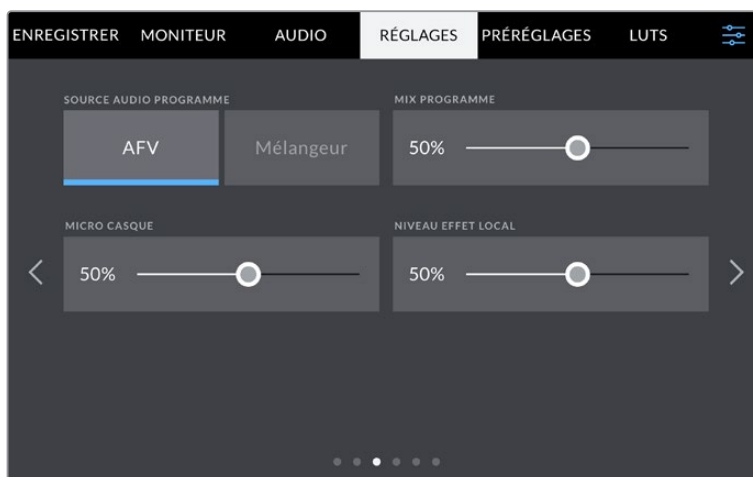 ENREGISTRER MONITEUR AUDIO RÉGLAGES PRÉRÉGLAGES LUTS
SOURCE AUDIO PROGRAMME
AFV Mélangeur
MIX PROGRAMME
50%
MICRO CASQUE
50%
NIVEAU EFFET LOCAL
50%